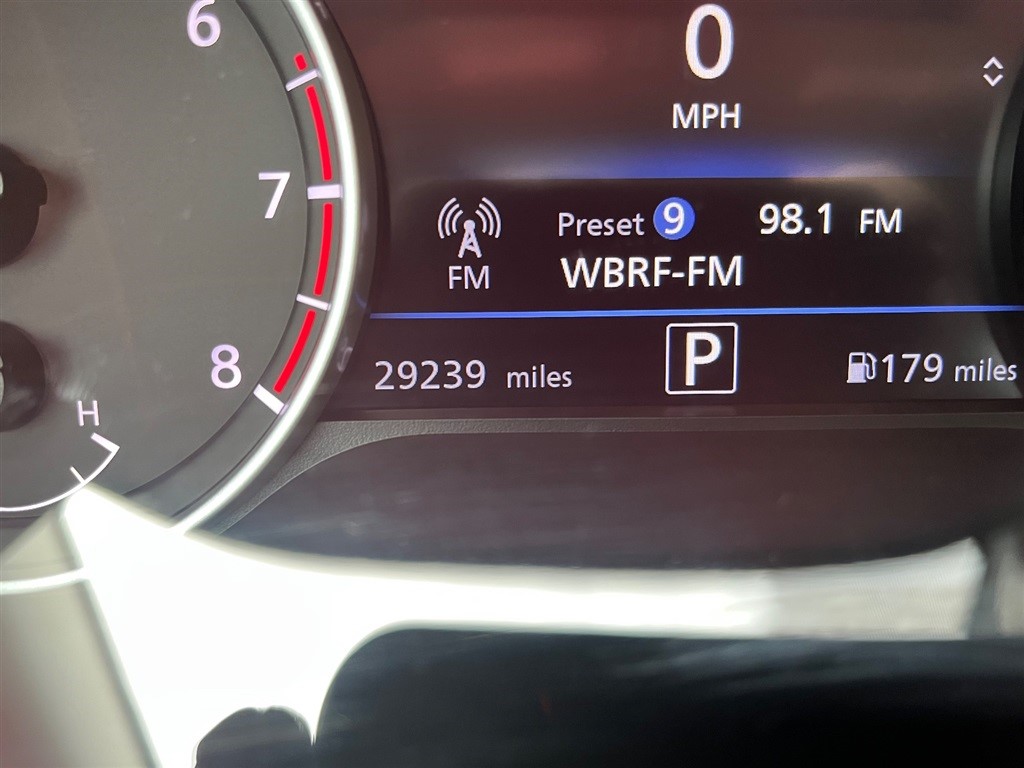 6
7
8
H
0
MPH
Preset 9 98.1 FM
FM WBRF-FM
29239 miles P 179 miles